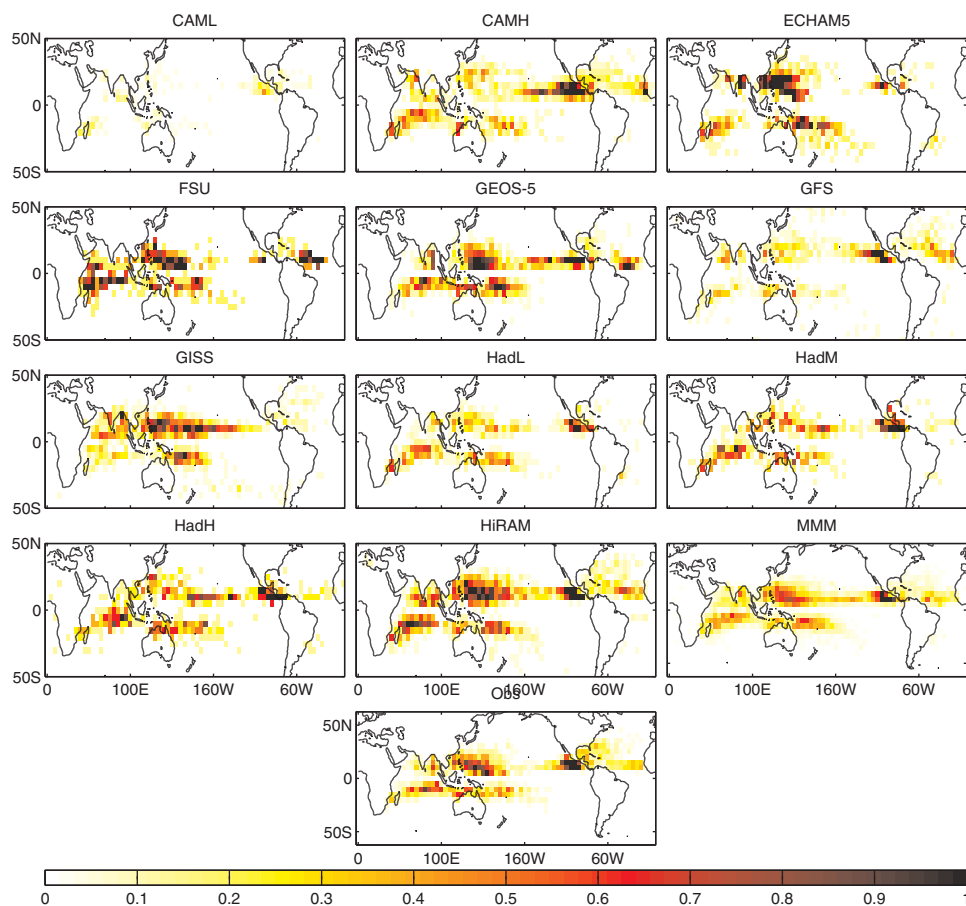 CAML CAMH ECHAM5
50N
0
50S
FSU GEOS-5 GFS
50N
0
50S
GISS HadL HadM
50N
0
50S
HadH HiRAM MMM
50N
0
50S
0 100E 160W 60W 0 100E 160W 60W 0 100E 160W 60W
Obs
50N
0
50S
0 100E 160W 60W
0 0.1 0.2 0.3 0.4 0.5 0.6 0.7 0.8 0.9